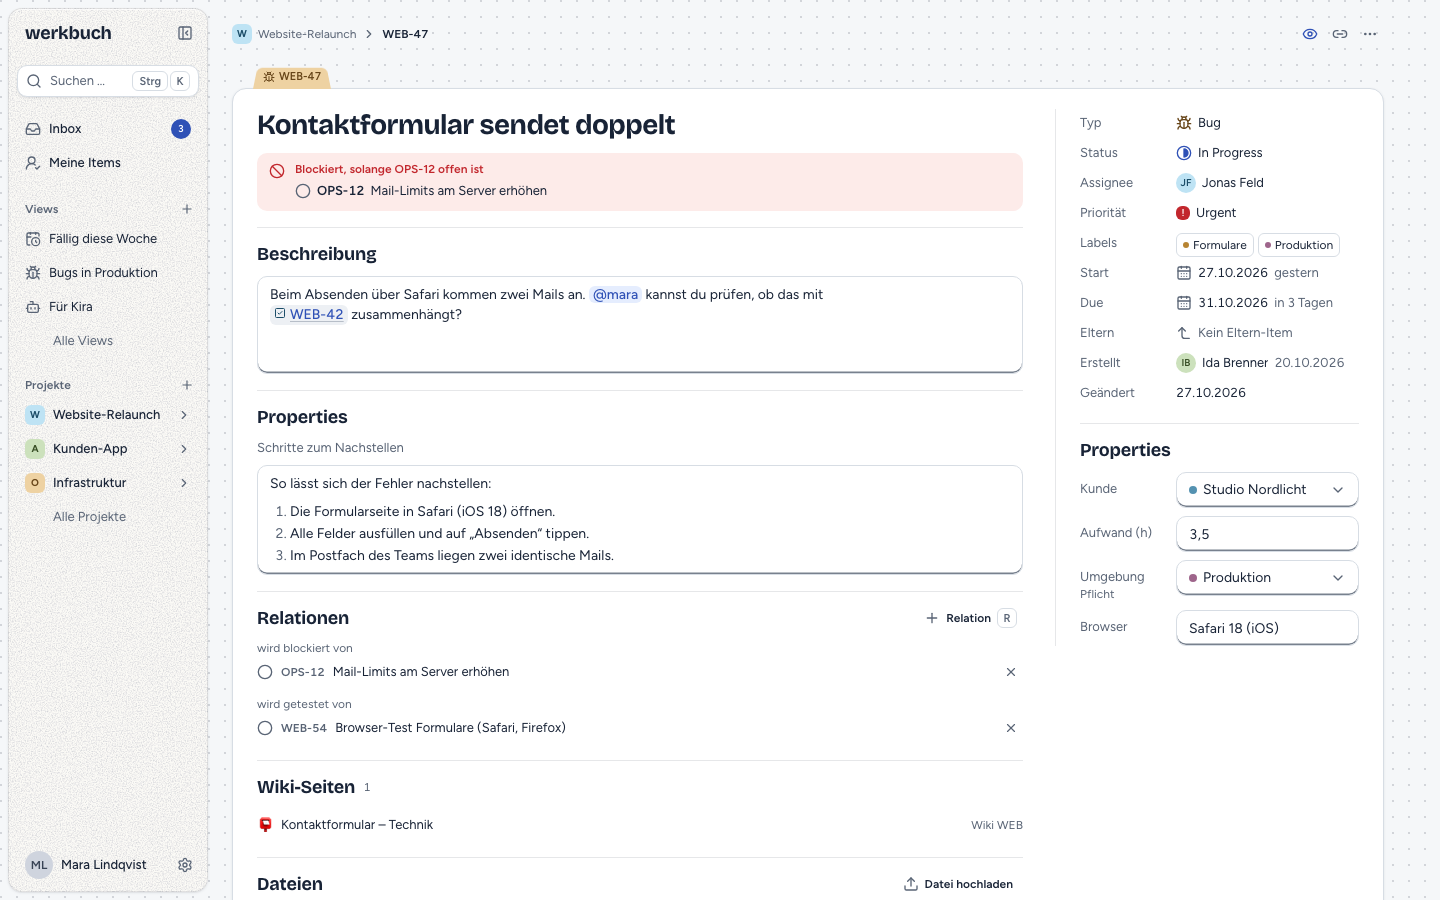 werkbuch
Suchen ... Strg K
Inbox 3
Meine Items
Views
Fällig diese Woche
Bugs in Produktion
Für Kira
Alle Views
Projekte
W Website-Relaunch
A Kunden-App
O Infrastruktur
Alle Projekte
ML Mara Lindqvist
W Website-Relaunch WEB-47
WEB-47
Kontaktformular sendet doppelt
Blockiert, solange OPS-12 offen ist
OPS-12 Mail-Limits am Server erhöhen
Beschreibung
Beim Absenden über Safari kommen zwei Mails an. @mara kannst du prüfen, ob das mit
WEB-42 zusammenhängt?
Properties
Schritte zum Nachstellen
So lässt sich der Fehler nachstellen:
1. Die Formularseite in Safari (iOS 18) öffnen.
2. Alle Felder ausfüllen und auf „Absenden“ tippen.
3. Im Postfach des Teams liegen zwei identische Mails.
Relationen
Relation R
wird blockiert von
OPS-12 Mail-Limits am Server erhöhen
wird getestet von
WEB-54 Browser-Test Formulare (Safari, Firefox)
Wiki-Seiten 1
Kontaktformular – Technik Wiki WEB
Dateien
Datei hochladen
Typ Bug
Status In Progress
Assignee JF Jonas Feld
Priorität Urgent
Labels Formulare Produktion
Start 27.10.2026 gestern
Due 31.10.2026 in 3 Tagen
Eltern Kein Eltern-Item
Erstellt IB Ida Brenner 20.10.2026
Geändert 27.10.2026
Properties
Kunde Studio Nordlicht
Aufwand (h) 3,5
Umgebung Produktion
Pflicht
Browser Safari 18 (iOS)